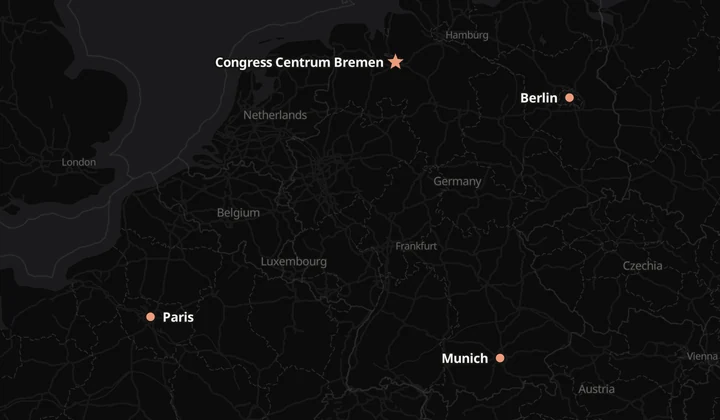 Hamburg
Congress Centrum Bremen
Berlin
Netherlands
London
Germany
Belgium
Frankfurt
Luxembourg
Czechia
Paris
Munich
Vienna
Austria